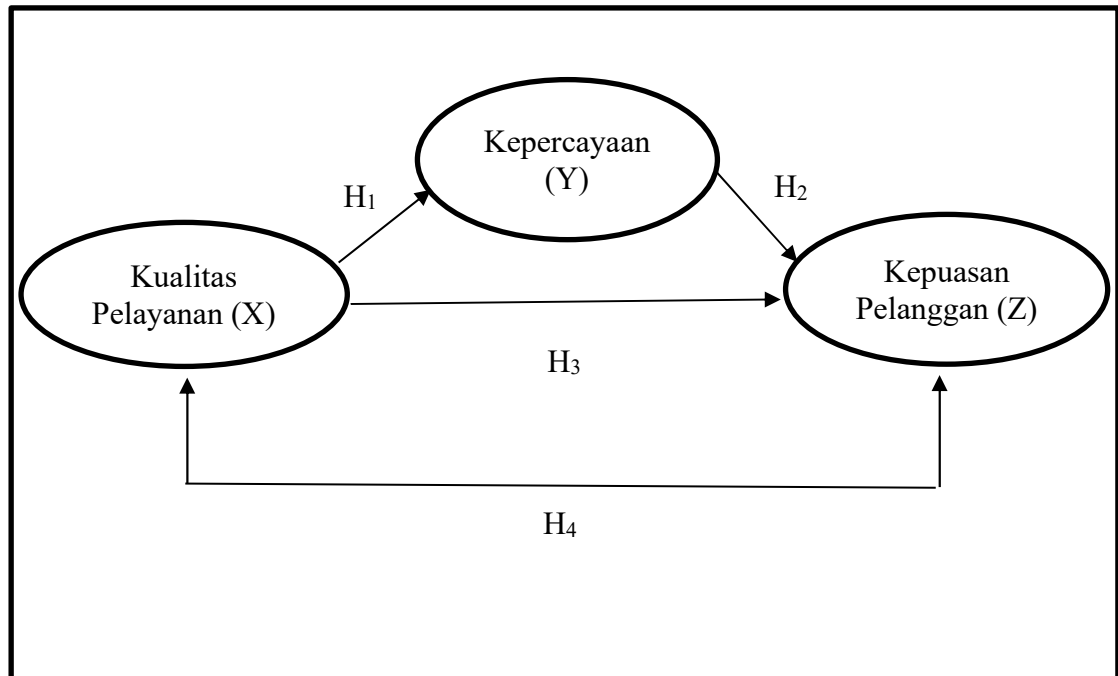 Kepercayaan
(Y)
H₁
H₂
Kualitas
Pelayanan (X)
Kepuasan
Pelanggan (Z)
H₃
H₄